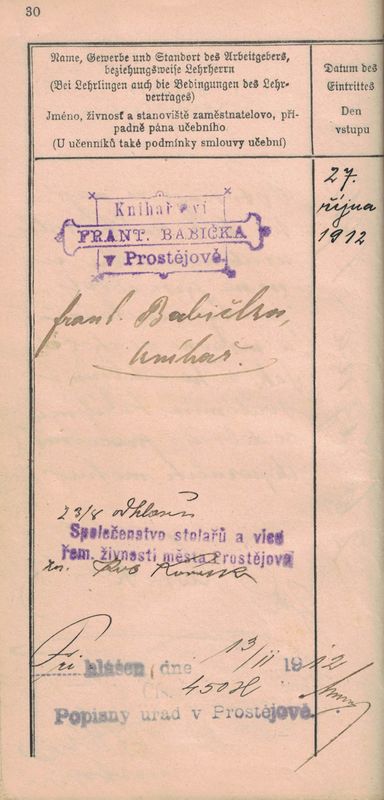 30
Name, Gewerbe und Standort des Arbeitgebers,
beziehungsweise Lehrherrn
(Bei Lehrlingen auch die Bedingungen des Lehr-
vertrages)
Jméno, živnosť a stanoviště zaměstnatelovo, pří-
padně pána učebního
(U učenníků také podmínky smlouvy učební)
Datum des
Eintrittes
Den
vstupu
27.
října
1912
Knihařství
FRANT. BABIČKA
v Prostějově.
frant. Babička,
knihař.
23/8 odhlášen
Společenstvo stolařů a více
řem. živností města Prostějova
Při hlášen dne 13/11 1912
Čís. 450H
Popisný úřad v Prostějově.